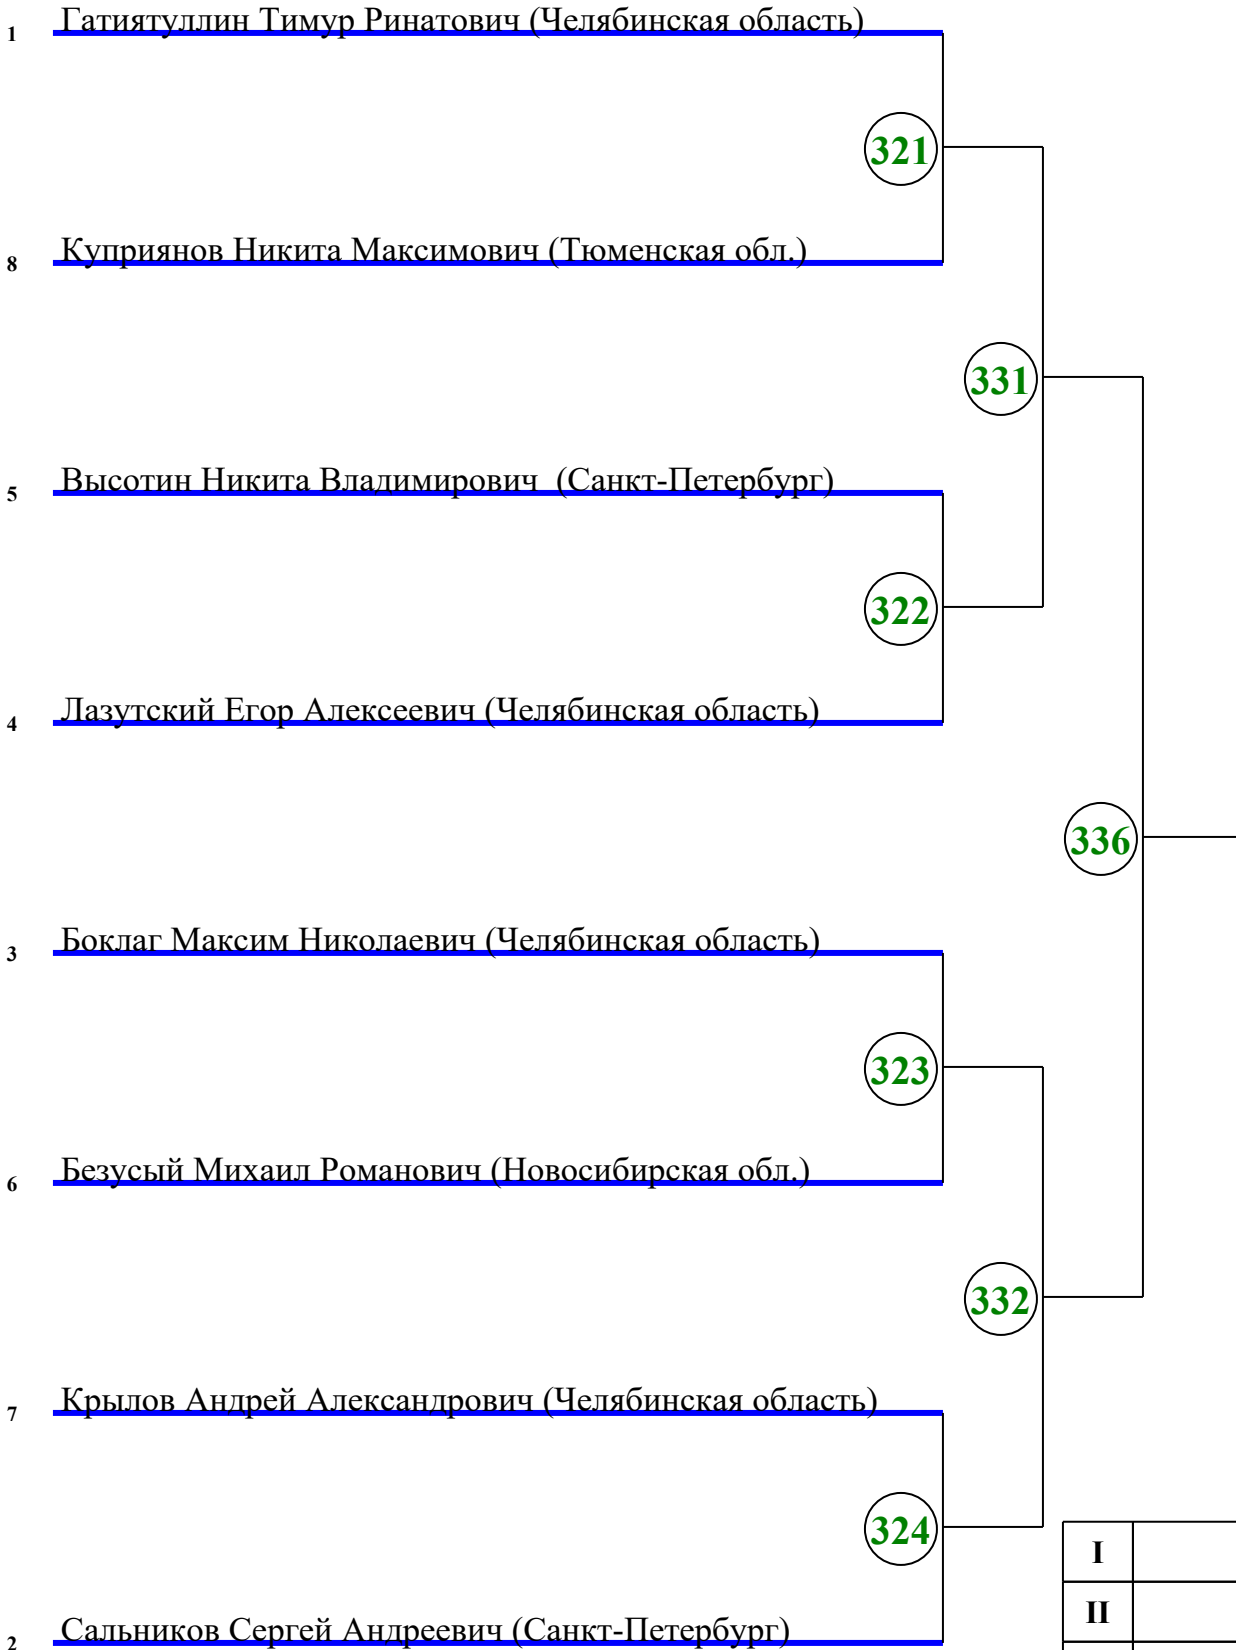 1 Гатиятуллин Тимур Ринатович (Челябинская область)
321
8 Куприянов Никита Максимович (Тюменская обл.)
331
5 Высотин Никита Владимирович (Санкт-Петербург)
322
4 Лазутский Егор Алексеевич (Челябинская область)
336
3 Боклаг Максим Николаевич (Челябинская область)
323
6 Безусый Михаил Романович (Новосибирская обл.)
332
7 Крылов Андрей Александрович (Челябинская область)
324
I
II
2 Сальников Сергей Андреевич (Санкт-Петербург)